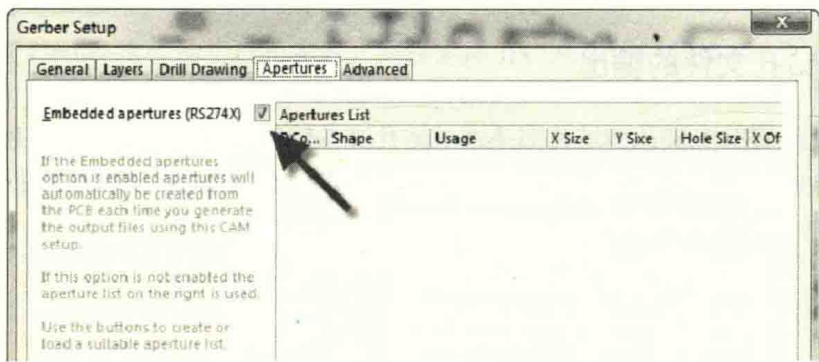 Gerber Setup
General Layers Drill Drawing Apertures Advanced
Embedded apertures (RS274X) Apertures List
Co... Shape Usage X Size Y Sixe Hole Size X Of
If the Embedded apertures
option is enabled apertures will
automatically be created from
the PCB each time you generate
the output files using this CAM
setup.
If this option is not enabled the
aperture list on the right is used.
Use the buttons to create or
load a suitable aperture list.